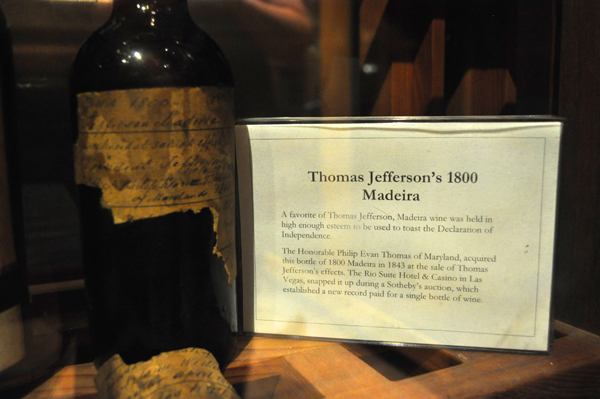 Thomas Jefferson's 1800
Madeira
A favorite of Thomas Jefferson, Madeira wine was held in
high enough esteem to be used to toast the Declaration of
Independence.
The Honorable Philip Evan Thomas of Maryland, acquired
this bottle of 1800 Madeira in 1843 at the sale of Thomas
Jefferson's effects. The Rio Suite Hotel & Casino in Las
Vegas, snapped it up during a Sotheby's auction, which
established a new record paid for a single bottle of wine.